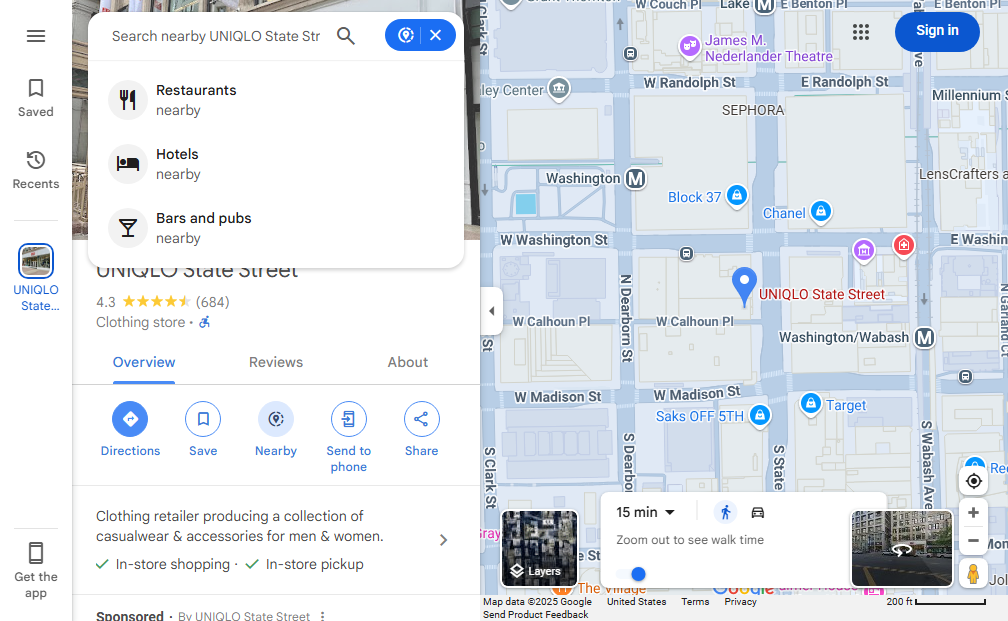 Search nearby UNIQLO State Str
Restaurants
nearby
Hotels
nearby
Bars and pubs
nearby
Saved
Recents
UNIQLO
State...
Get the
app
UNIQLO State Street
4.3
(684)
Clothing store ·
Overview
Reviews
About
Directions
Save
Nearby
Send to
phone
Share
Clothing retailer producing a collection of
casualwear & accessories for men & women.
In-store shopping ·
In-store pickup
Sponsored · By UNIQLO State Street
W Couch Pl
Lake
M
E Benton Pl
Sign in
James M.
Nederlander Theatre
W Randolph St
E Randolph St
ley Center
Millennium S
SEPHORA
LensCrafters a
Washington M
Block 37
Chanel
W Washington St
E Washin
N Dearborn St
UNIQLO State Street
W Calhoun Pl
W Calhoun Pl
N Garland Ct
Washington/Wabash M
W Madison St
W Madison St
Saks OFF 5TH
Target
S Clark St
S Dearbo
S State
S Wabash Ave
15 min
Zoom out to see walk time
Layers
The Village
Google
Map data ©2025 Google
United States
Terms
Privacy
200 ft
Send Product Feedback